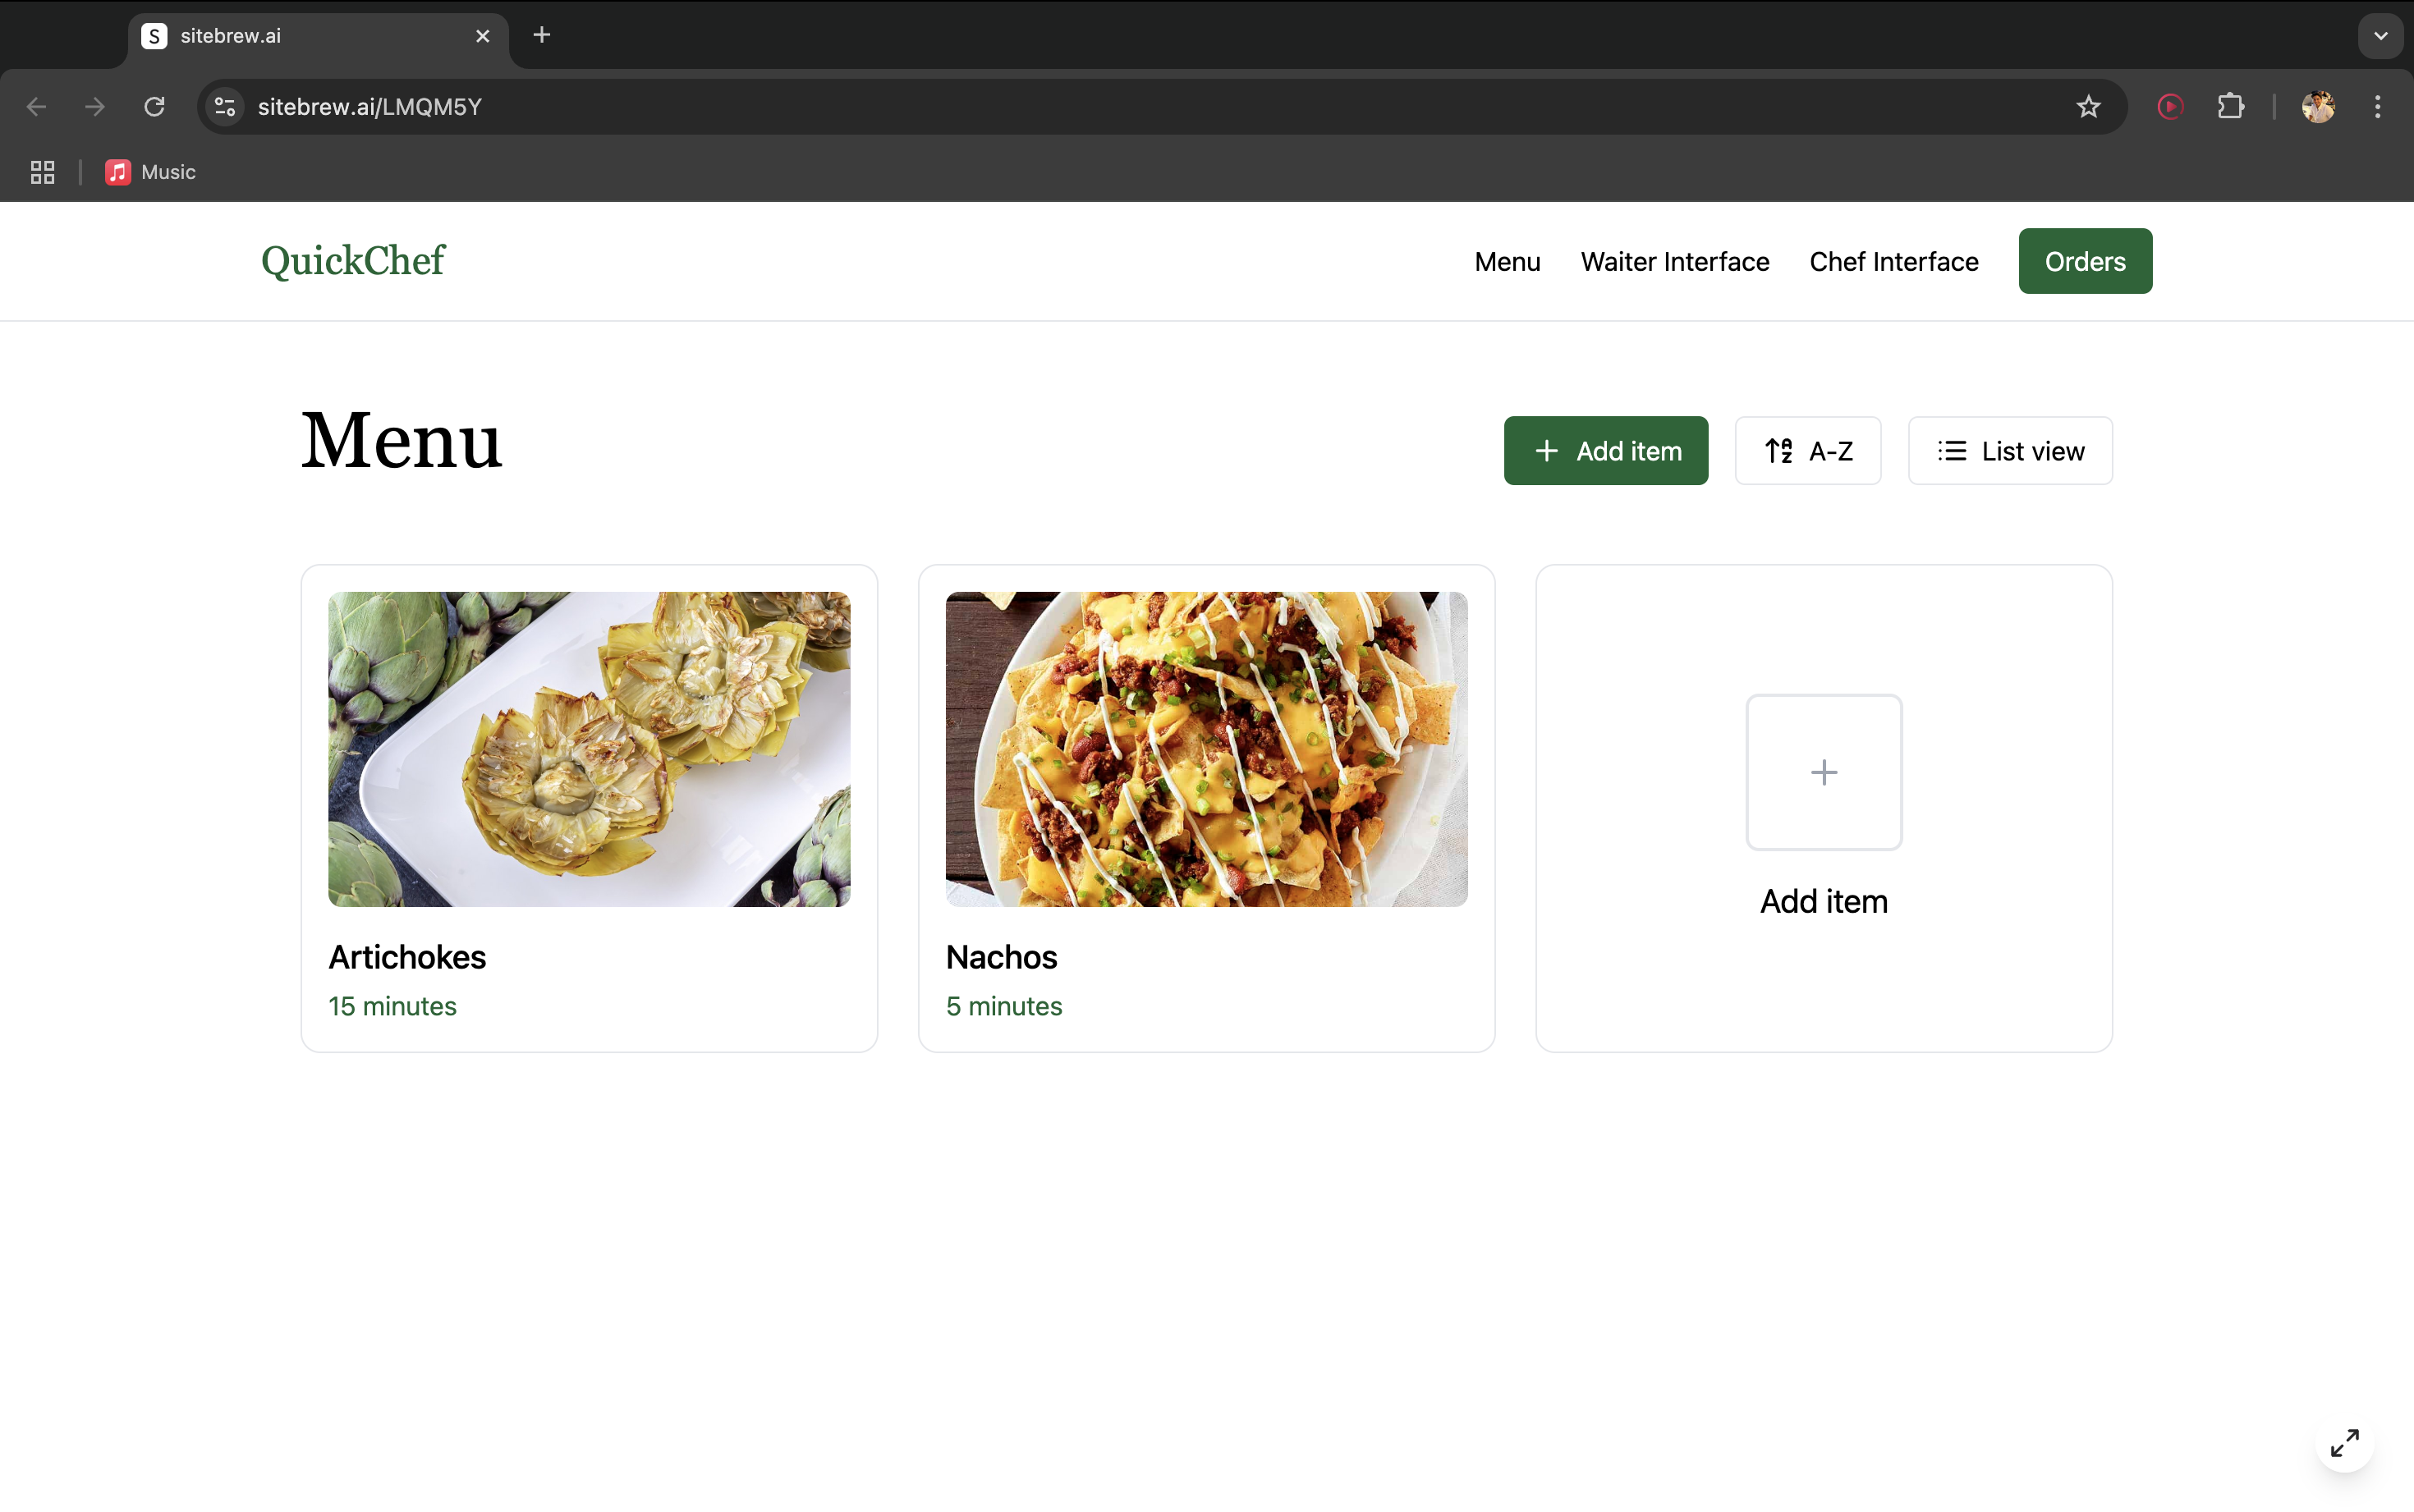 S sitebrew.ai
sitebrew.ai/LMQM5Y
Music
QuickChef
Menu Waiter Interface Chef Interface Orders
Menu
Add item A-Z List view
Artichokes
15 minutes
Nachos
5 minutes
Add item